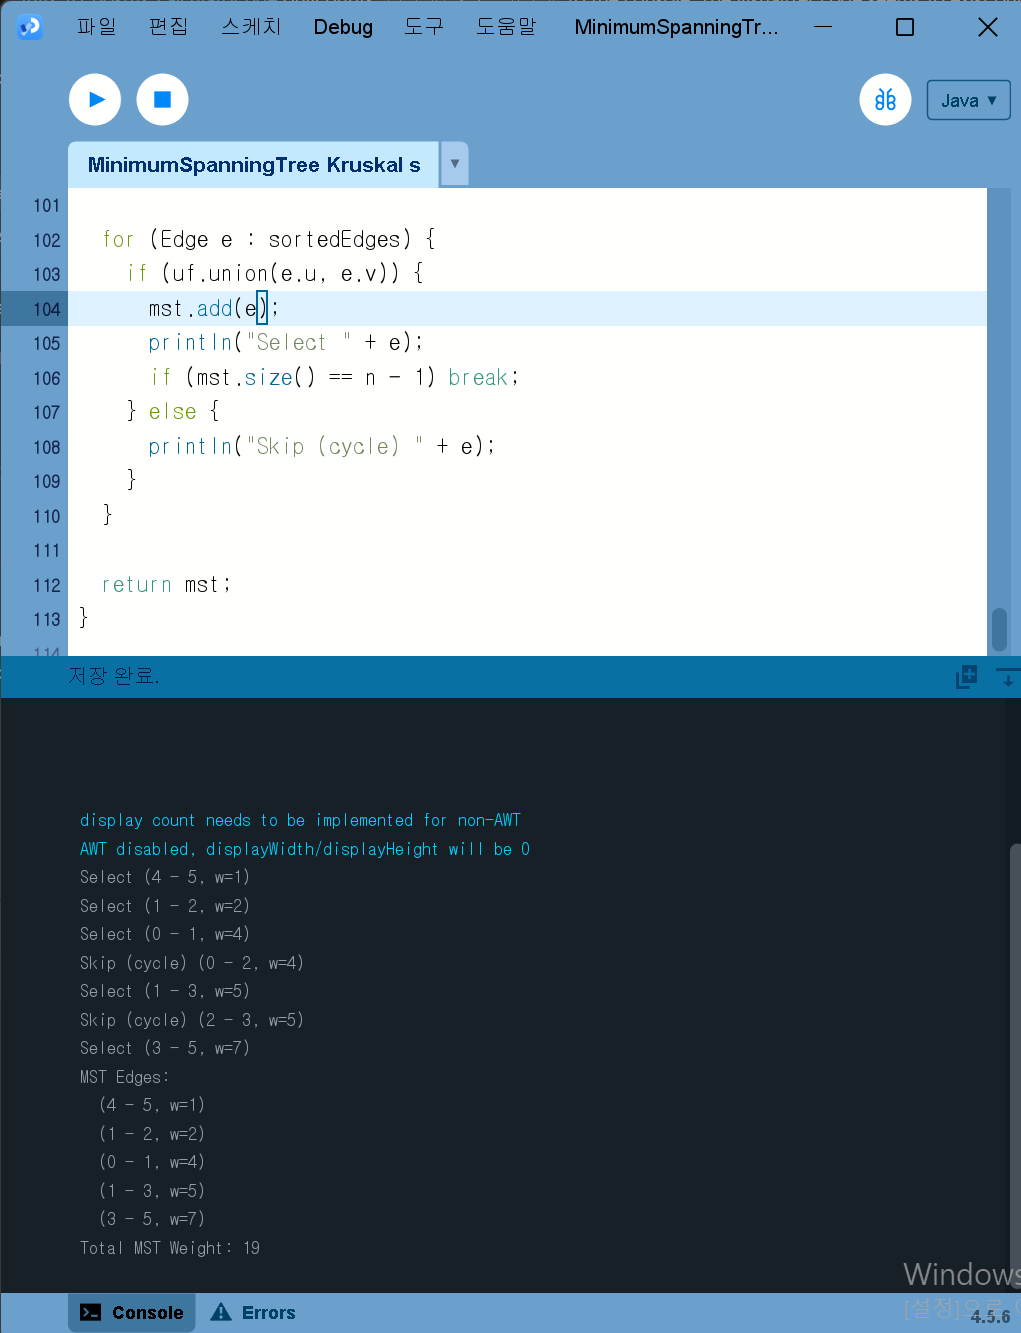 파일 편집 스케치 Debug 도구 도움말 MinimumSpanningTr...
Java ▼
MinimumSpanningTree Kruskal s ▼
101
102 for (Edge e : sortedEdges) {
103 if (uf.union(e.u, e.v)) {
104 mst.add(e);
105 println("Select " + e);
106 if (mst.size() == n - 1) break;
107 } else {
108 println("Skip (cycle) " + e);
109 }
110 }
111
112 return mst;
113 }
114
저장 완료.
display count needs to be implemented for non-AWT
AWT disabled, displayWidth/displayHeight will be 0
Select (4 - 5, w=1)
Select (1 - 2, w=2)
Select (0 - 1, w=4)
Skip (cycle) (0 - 2, w=4)
Select (1 - 3, w=5)
Skip (cycle) (2 - 3, w=5)
Select (3 - 5, w=7)
MST Edges:
(4 - 5, w=1)
(1 - 2, w=2)
(0 - 1, w=4)
(1 - 3, w=5)
(3 - 5, w=7)
Total MST Weight: 19
Windows
[설정]으로
Console Errors
4.5.6